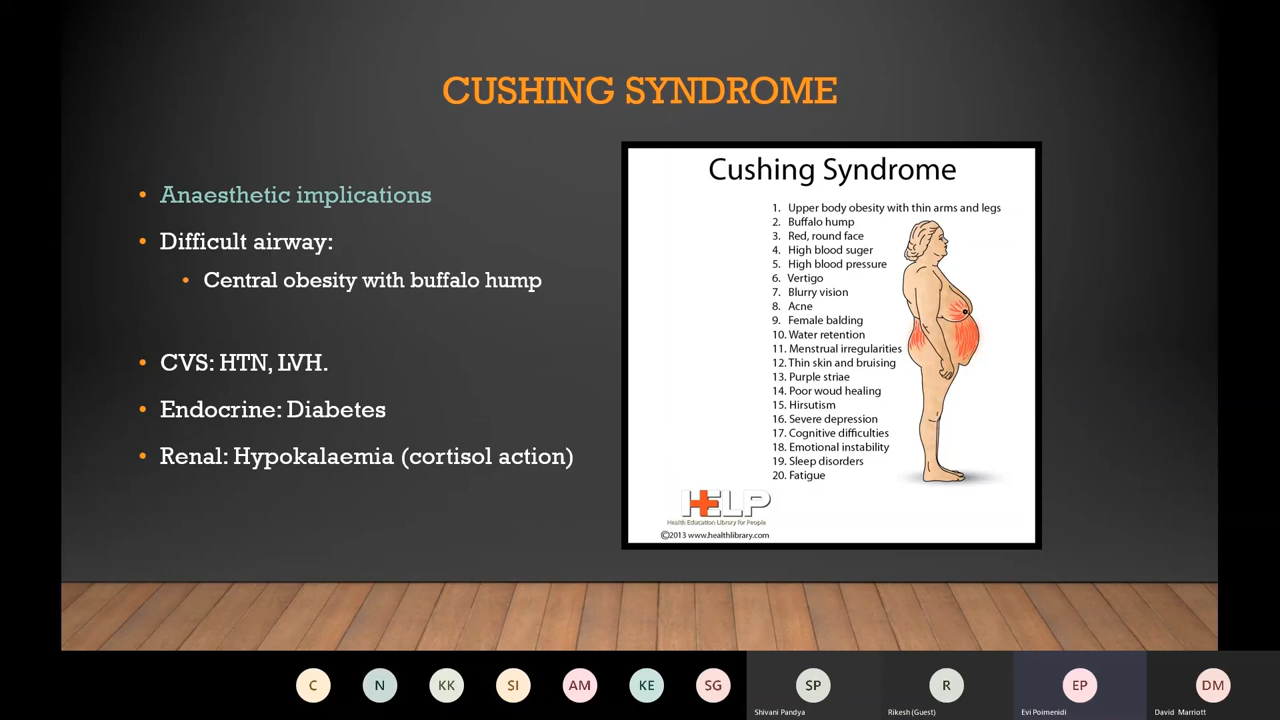 CUSHING SYNDROME
Anaesthetic implications
Difficult airway:
Central obesity with buffalo hump
CVS: HTN, LVH.
Endocrine: Diabetes
Renal: Hypokalaemia (cortisol action)
Cushing Syndrome
1. Upper body obesity with thin arms and legs
2. Buffalo hump
3. Red, round face
4. High blood suger
5. High blood pressure
6. Vertigo
7. Blurry vision
8. Acne
9. Female balding
10. Water retention
11. Menstrual irregularities
12. Thin skin and bruising
13. Purple striae
14. Poor woud healing
15. Hirsutism
16. Severe depression
17. Cognitive difficulties
18. Emotional instability
19. Sleep disorders
20. Fatigue
HELP
Health Education Library for People
©2013 www.healthlibrary.com
C N KK SI AM KE SG SP R EP DM
Shivani Pandya Rikesh (Guest) Evi Poimenidi David Marriott